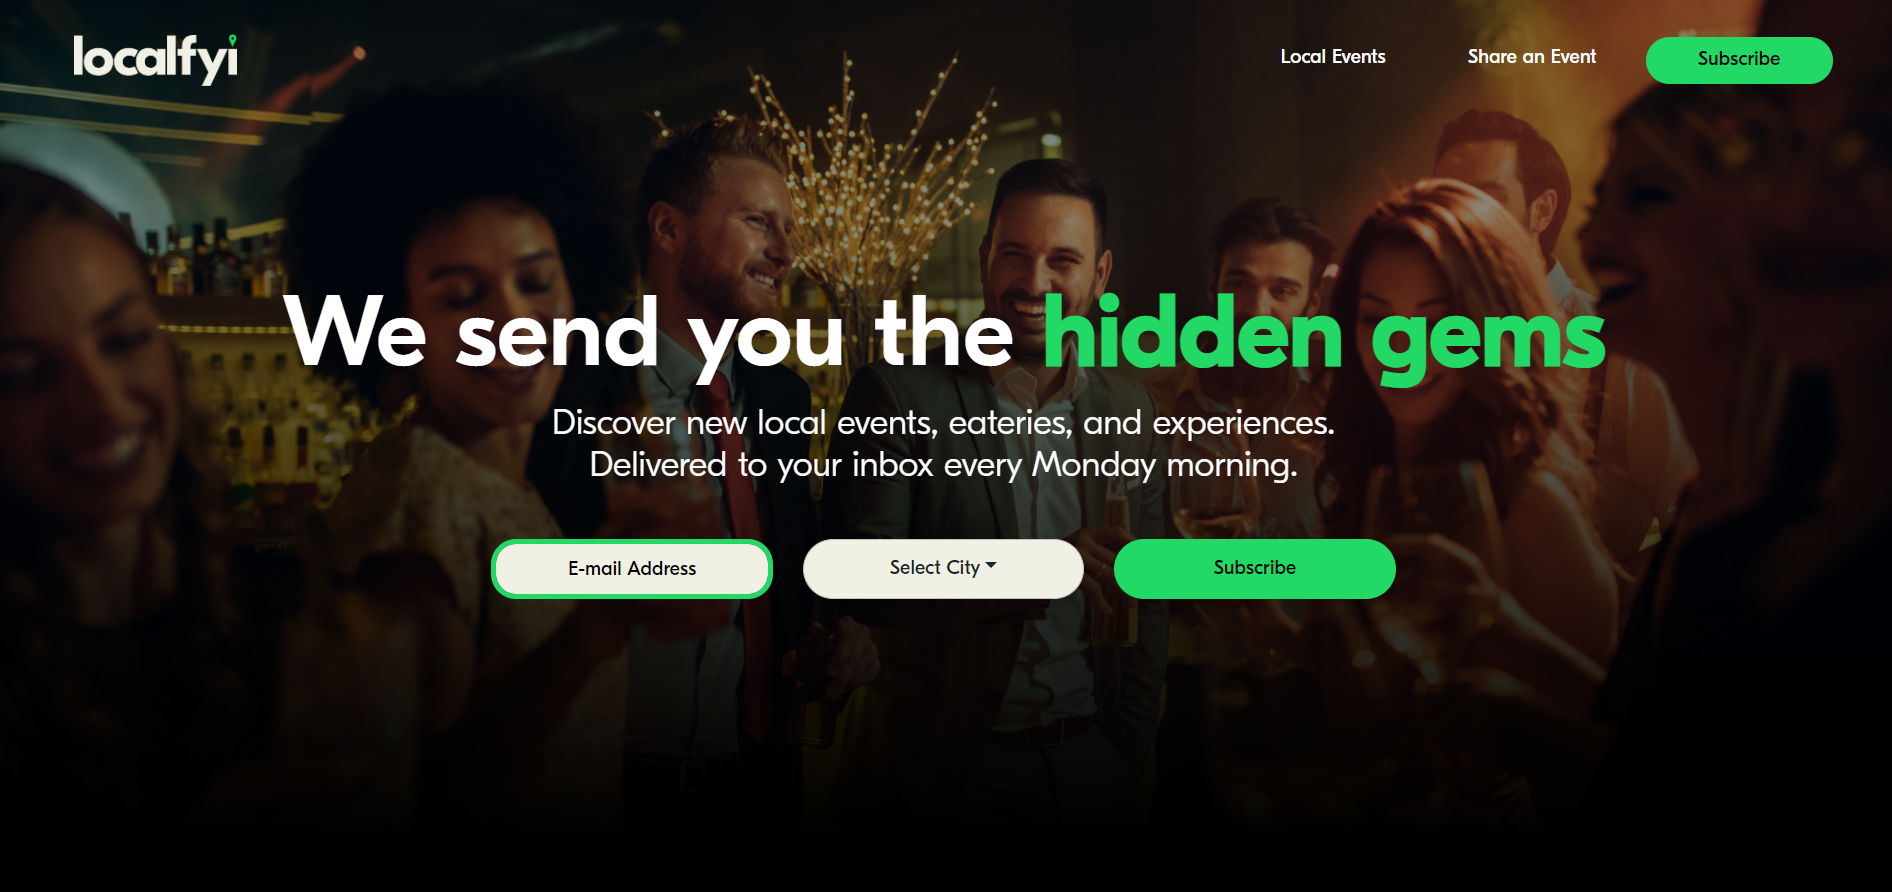 localfyi
Local Events
Share an Event
Subscribe
We send you the hidden gems
Discover new local events, eateries, and experiences.
Delivered to your inbox every Monday morning.
E-mail Address
Select City
Subscribe